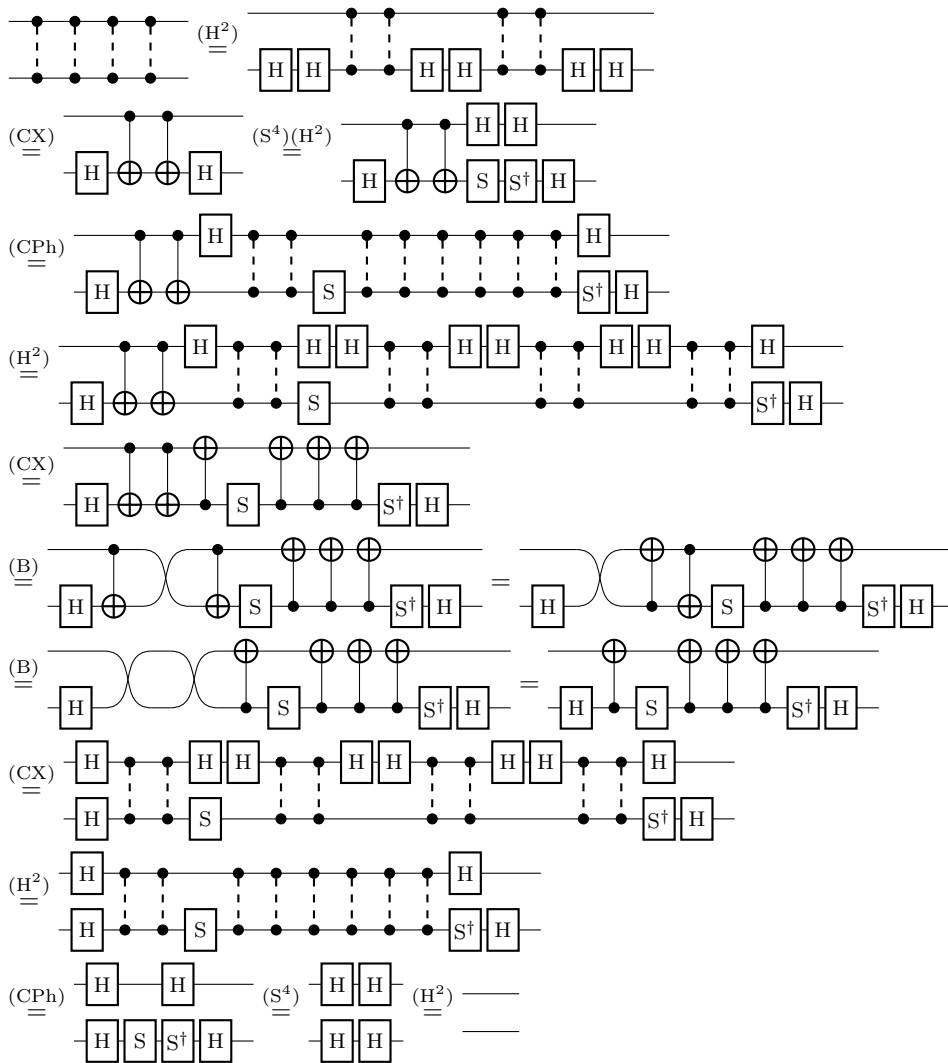 (H²)
= H H H H H H
(CX) (S⁴)(H²) H H
= H H = H S S† H
(CPh) H H
= H S S† H
(H²) H H H H H H H H
= H S S† H
(CX)
= H S S† H
(B)
= H S S† H = H S S† H
(B)
= H S S† H = H S S† H
(CX) H H H H H H H H
= H S S† H
(H²) H H
= H S S† H
(CPh) H H (S⁴) H H (H²)
= H S S† H = H H =